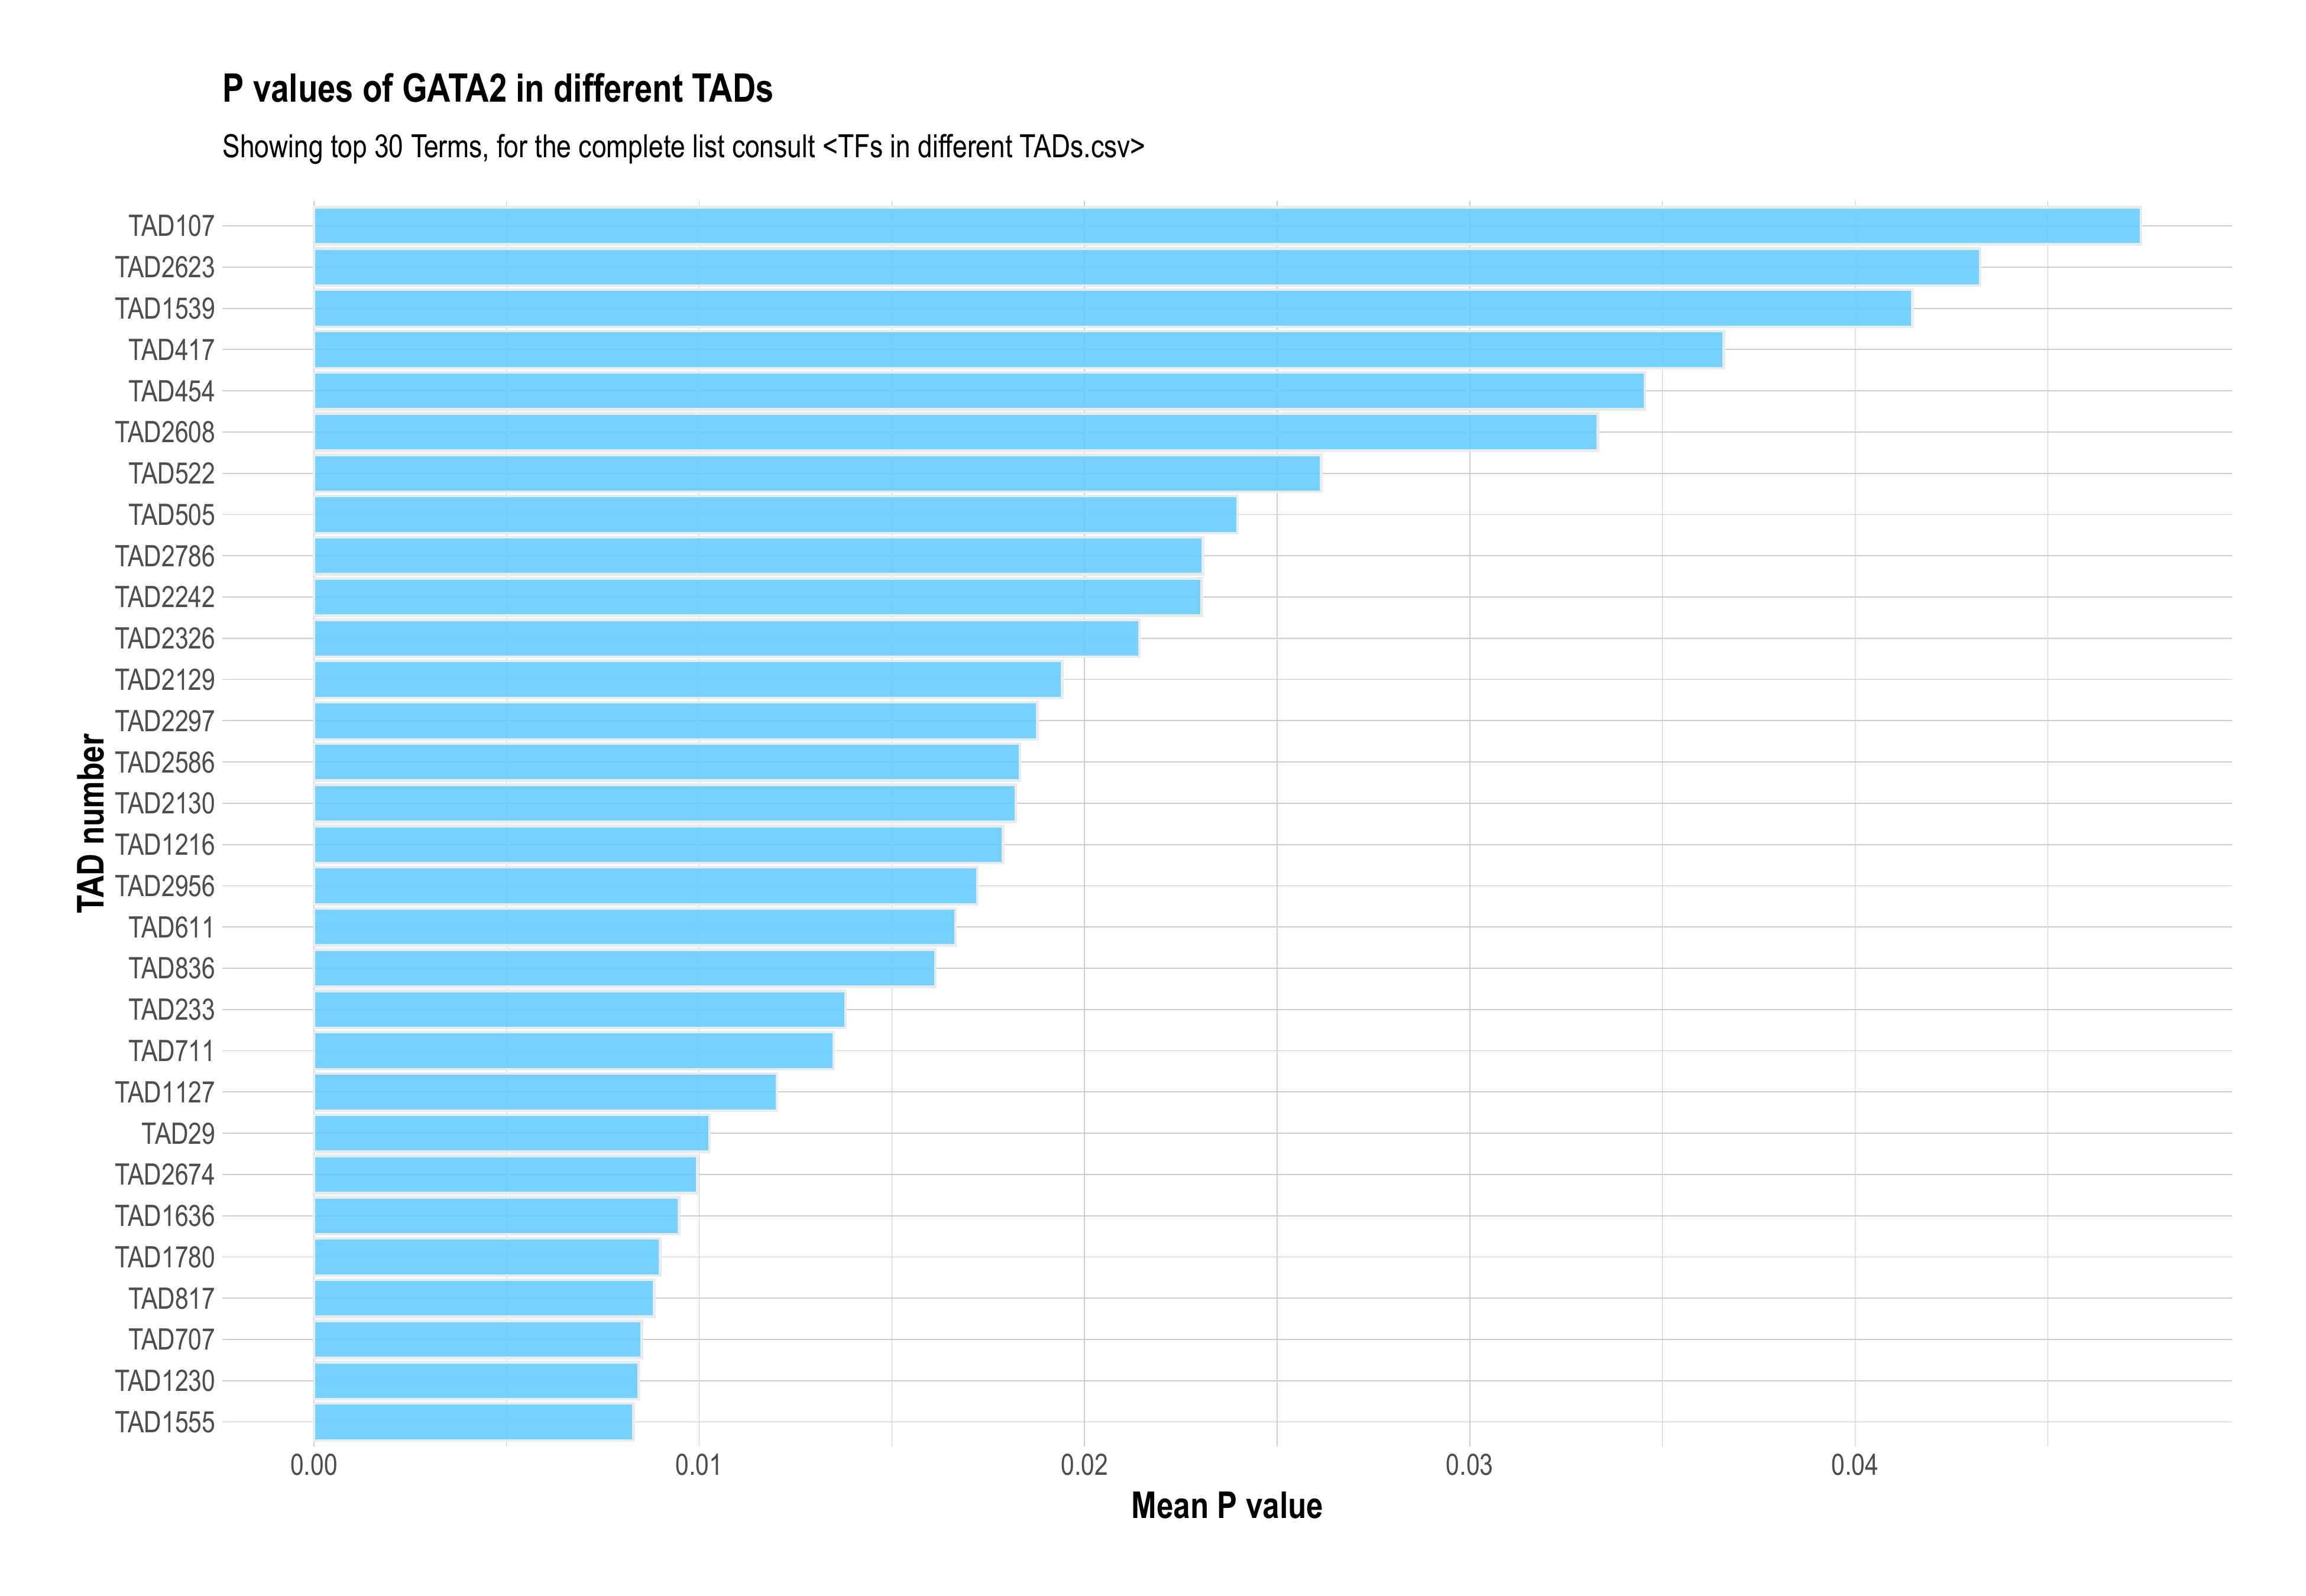 P values of GATA2 in different TADs
Showing top 30 Terms, for the complete list consult <TFs in different TADs.csv>
TAD number
TAD107
TAD2623
TAD1539
TAD417
TAD454
TAD2608
TAD522
TAD505
TAD2786
TAD2242
TAD2326
TAD2129
TAD2297
TAD2586
TAD2130
TAD1216
TAD2956
TAD611
TAD836
TAD233
TAD711
TAD1127
TAD29
TAD2674
TAD1636
TAD1780
TAD817
TAD707
TAD1230
TAD1555
0.00 0.01 0.02 0.03 0.04
Mean P value